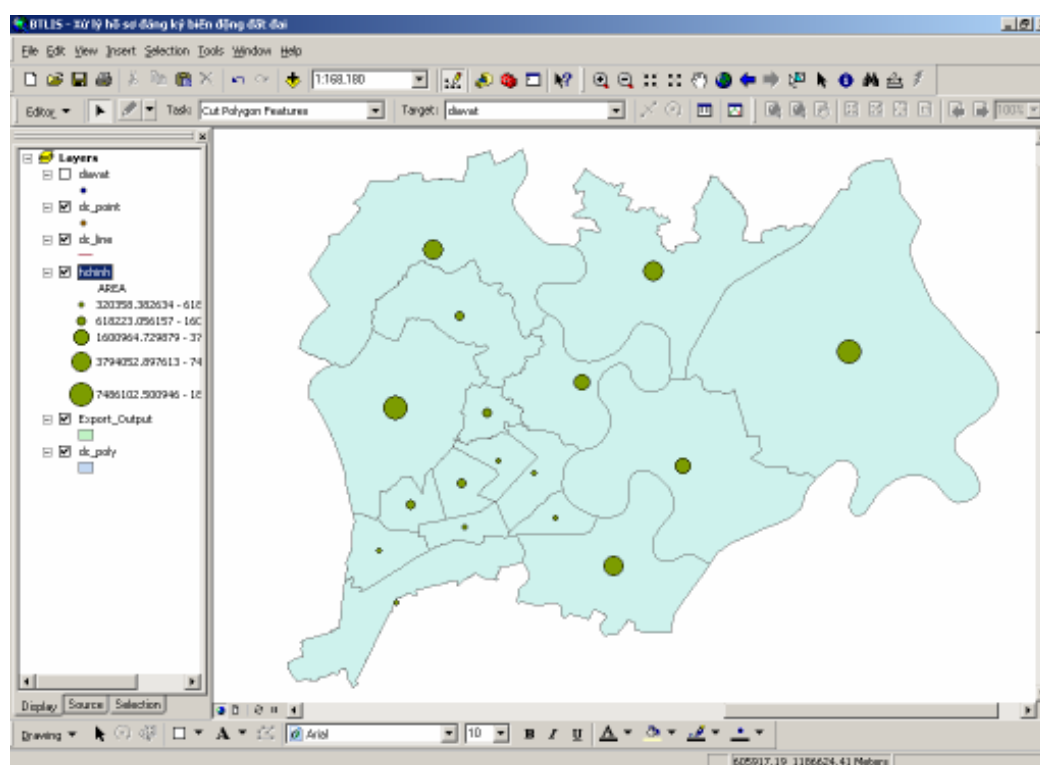 BTLIS - Xử lý hồ sơ đăng ký biến động đất đai
File Edit View Insert Selection Tools Window Help
1:168,180
Editor Task: Cut Polygon Features Target: diavat 100%
Layers
diavat
dc_point
dc_line
hchinh
AREA
320358.382634 - 618
618223.056157 - 160
1600964.729879 - 37
3794052.897613 - 74
7486102.500946 - 18
Export_Output
dc_poly
Display Source Selection
Drawing A Arial 10 B I U A
605917.19 1186624.41 Meters